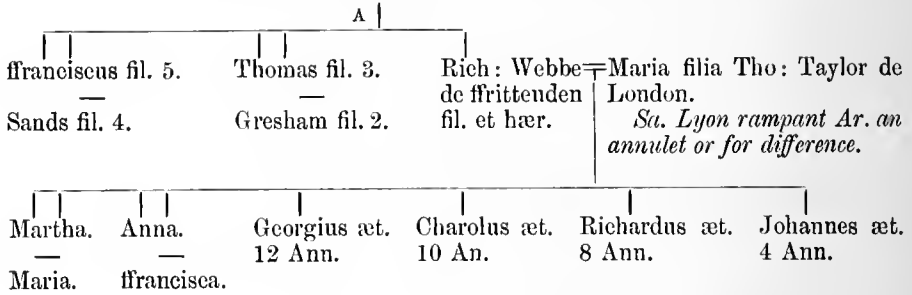 A
ffranciscus fil. 5.
Sands fil. 4.
Thomas fil. 3.
Gresham fil. 2.
Rich: Webbe
de ffrittenden
fil. et hær.
Maria filia Tho: Taylor de
London.
Sa. Lyon rampant Ar. an
annulet or for difference.
Martha.
Maria.
Anna.
ffrancisca.
Georgius æt.
12 Ann.
Charolus æt.
10 An.
Richardus æt.
8 Ann.
Johannes æt.
4 Ann.